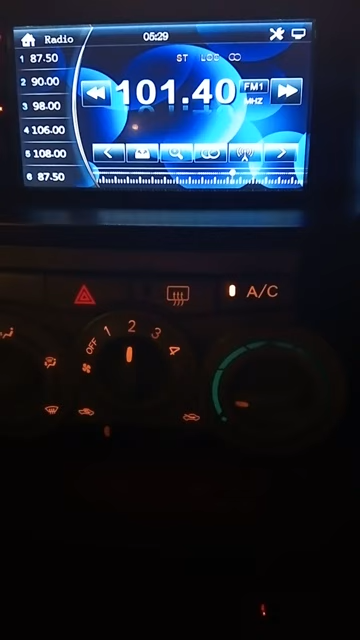 Radio 05:29
ST LOC
1 87.50
2 90.00
3 98.00
4 106.00
5 108.00
6 87.50
101.40 FM1
MHZ
A/C
OFF 1 2 3 4